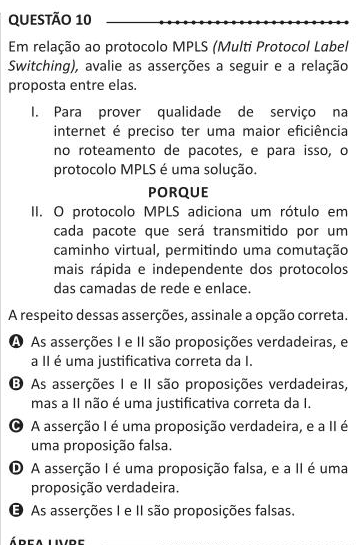 QUESTÃO 10
Em relação ao protocolo MPLS (Multi Protocol Label
Switching), avalie as asserções a seguir e a relação
proposta entre elas.
I. Para prover qualidade de serviço na
internet é preciso ter uma maior eficiência
no roteamento de pacotes, e para isso, o
protocolo MPLS é uma solução.
PORQUE
II. O protocolo MPLS adiciona um rótulo em
cada pacote que será transmitido por um
caminho virtual, permitindo uma comutação
mais rápida e independente dos protocolos
das camadas de rede e enlace.
A respeito dessas asserções, assinale a opção correta.
A As asserções I e II são proposições verdadeiras, e
a II é uma justificativa correta da I.
B As asserções I e II são proposições verdadeiras,
mas a II não é uma justificativa correta da I.
C A asserção I é uma proposição verdadeira, e a II é
uma proposição falsa.
D A asserção I é uma proposição falsa, e a II é uma
proposição verdadeira.
E As asserções I e II são proposições falsas.
ÁREA LIVRE